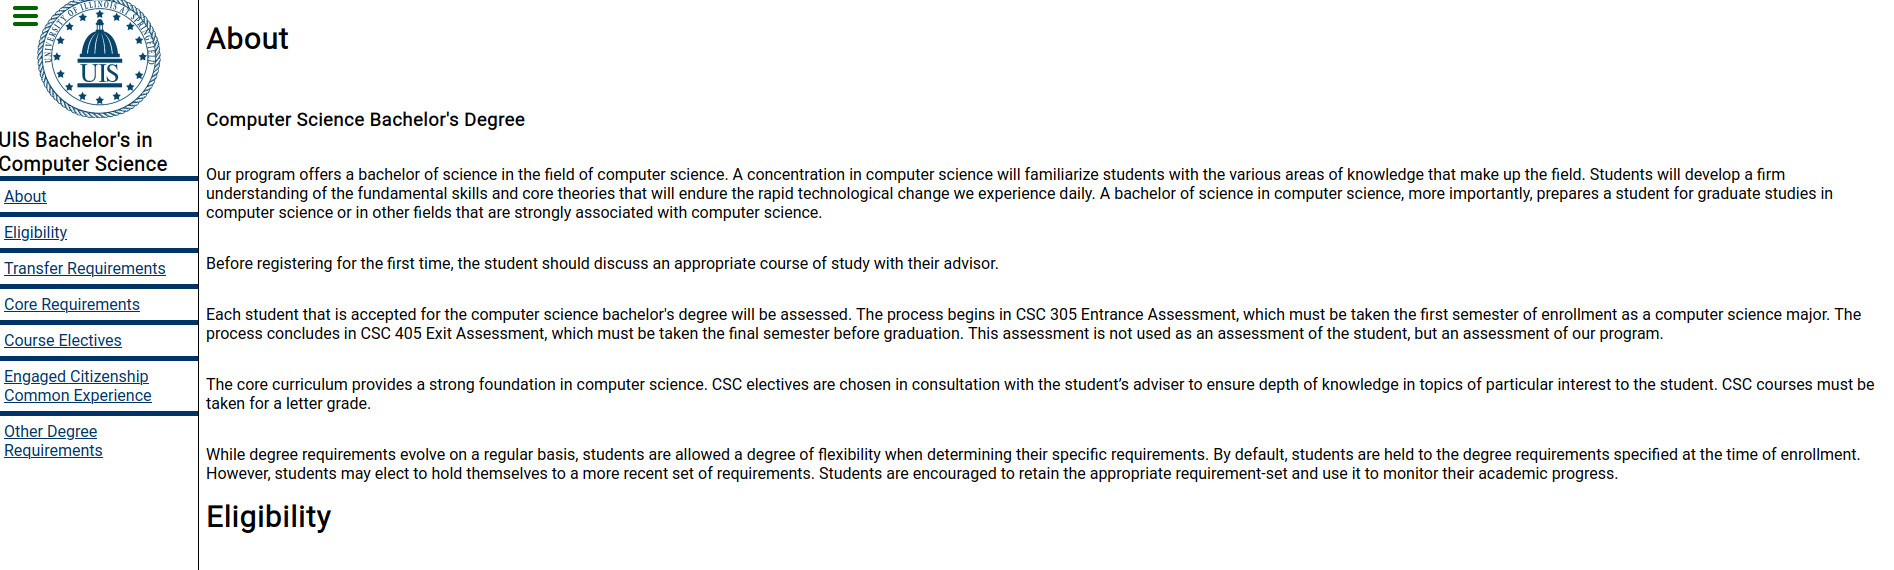 UNIVERSITY OF ILLINOIS AT SPRINGFIELD
UIS
UIS Bachelor's in
Computer Science
About
Eligibility
Transfer Requirements
Core Requirements
Course Electives
Engaged Citizenship
Common Experience
Other Degree
Requirements
About
Computer Science Bachelor's Degree
Our program offers a bachelor of science in the field of computer science. A concentration in computer science will familiarize students with the various areas of knowledge that make up the field. Students will develop a firm
understanding of the fundamental skills and core theories that will endure the rapid technological change we experience daily. A bachelor of science in computer science, more importantly, prepares a student for graduate studies in
computer science or in other fields that are strongly associated with computer science.
Before registering for the first time, the student should discuss an appropriate course of study with their advisor.
Each student that is accepted for the computer science bachelor's degree will be assessed. The process begins in CSC 305 Entrance Assessment, which must be taken the first semester of enrollment as a computer science major. The
process concludes in CSC 405 Exit Assessment, which must be taken the final semester before graduation. This assessment is not used as an assessment of the student, but an assessment of our program.
The core curriculum provides a strong foundation in computer science. CSC electives are chosen in consultation with the student’s adviser to ensure depth of knowledge in topics of particular interest to the student. CSC courses must be
taken for a letter grade.
While degree requirements evolve on a regular basis, students are allowed a degree of flexibility when determining their specific requirements. By default, students are held to the degree requirements specified at the time of enrollment.
However, students may elect to hold themselves to a more recent set of requirements. Students are encouraged to retain the appropriate requirement-set and use it to monitor their academic progress.
Eligibility